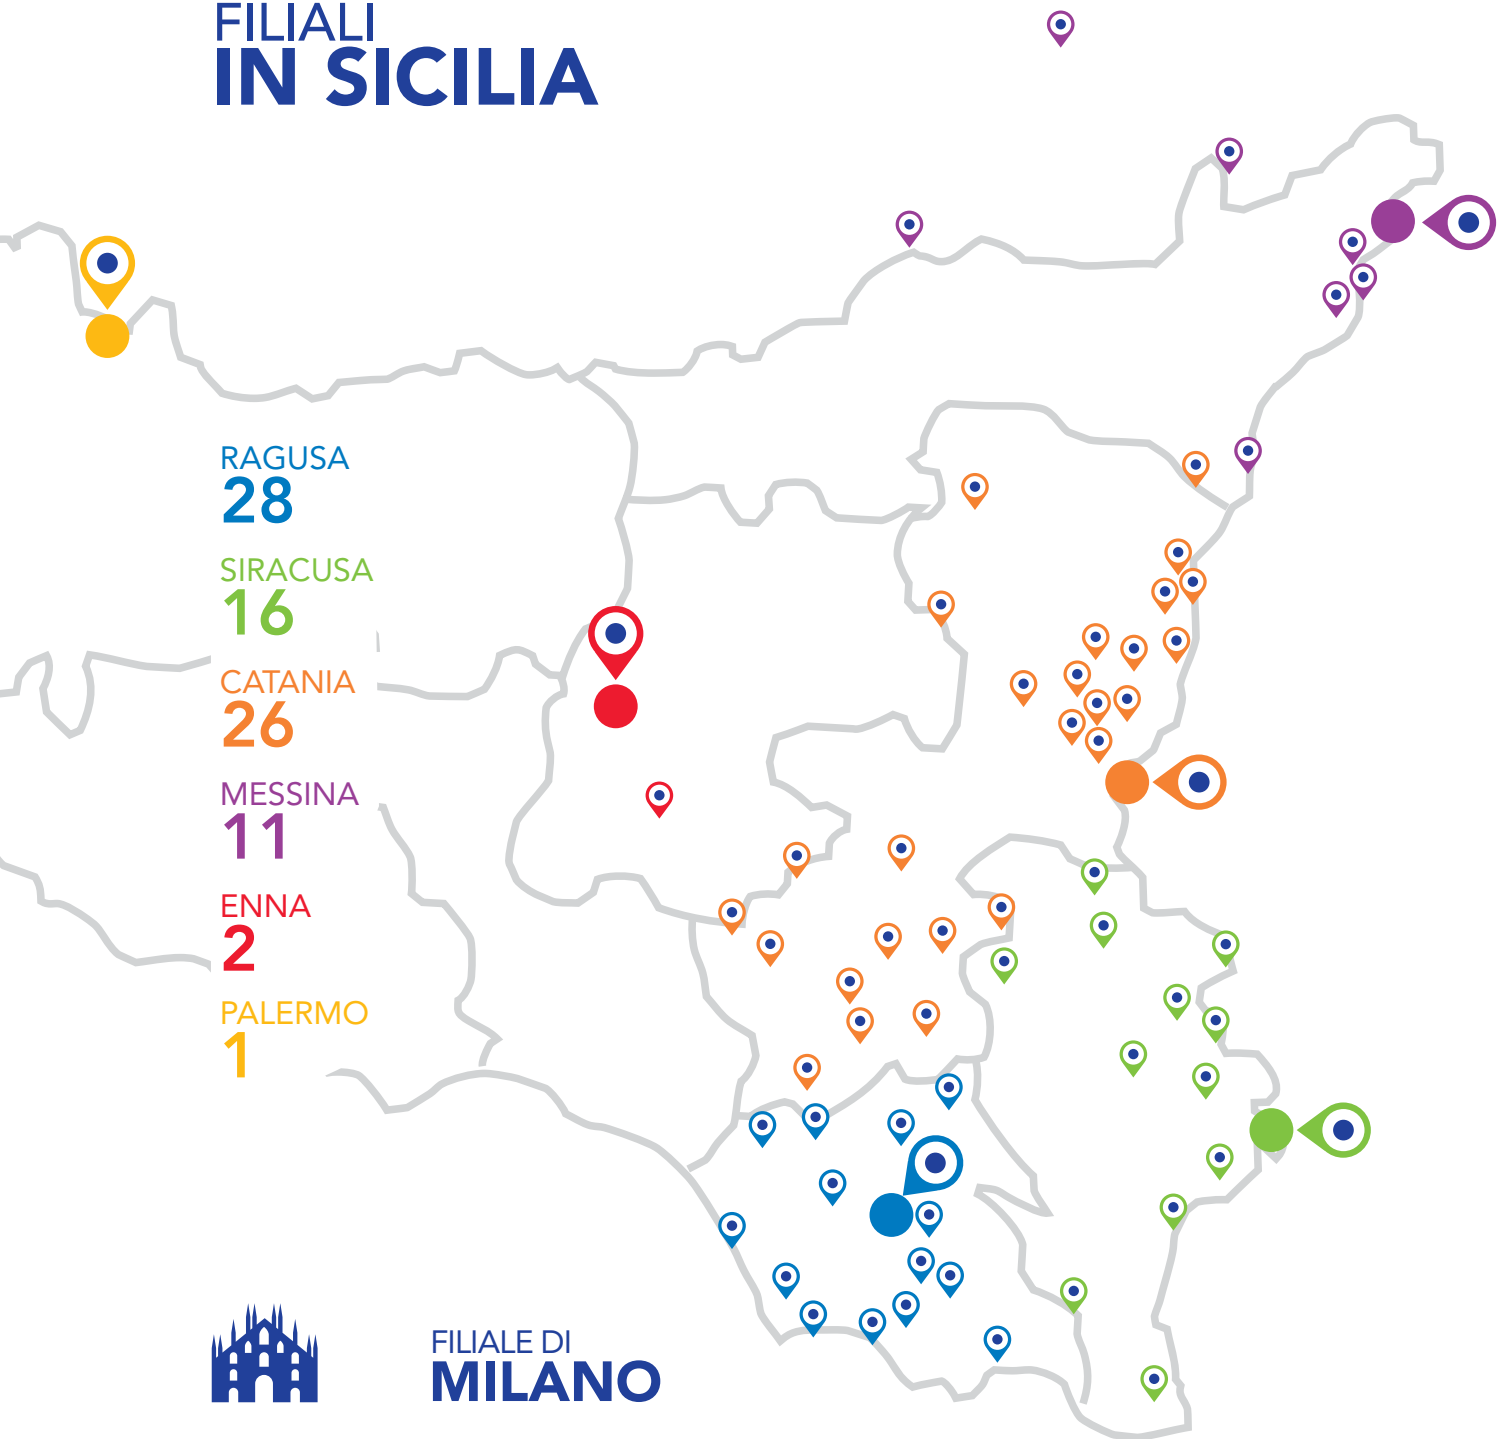 FILIALI
IN SICILIA
RAGUSA
28
SIRACUSA
16
CATANIA
26
MESSINA
11
ENNA
2
PALERMO
1
FILIALE DI
MILANO